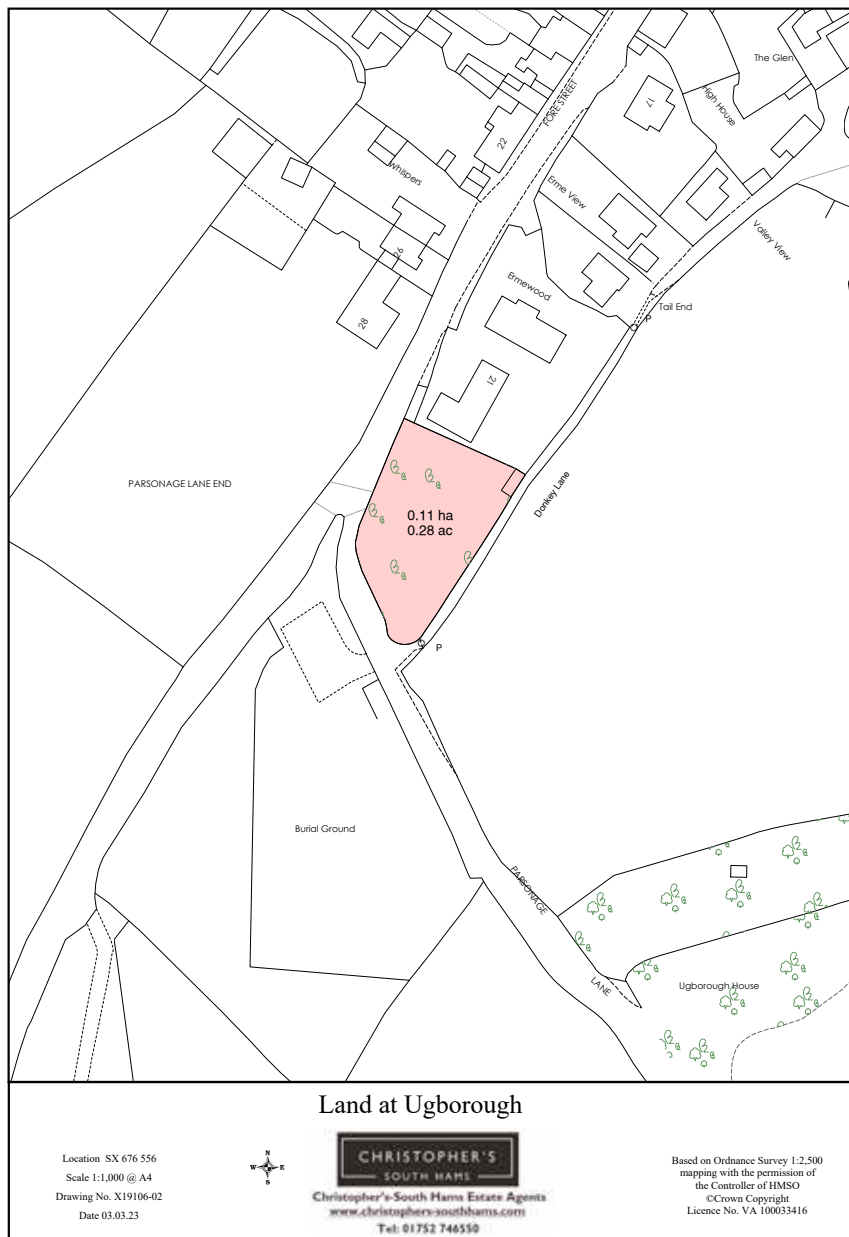 The Glen
17
High House
FORE STREET
22
Whispers
Erme View
Valley View
26
Ermewood
Tail End
P
28
21
PARSONAGE LANE END
Donkey Lane
0.11 ha
0.28 ac
P
Burial Ground
PARSONAGE
LANE
Ugborough House
Land at Ugborough
Location SX 676 556
Scale 1:1,000 @ A4
Drawing No. X19106-02
Date 03.03.23
N
W E
S
CHRISTOPHER'S
SOUTH HAMS
Christopher's-South Hams Estate Agents
www.christophers-southhams.com
Tel: 01752 746550
Based on Ordnance Survey 1:2,500
mapping with the permission of
the Controller of HMSO
©Crown Copyright
Licence No. VA 100033416